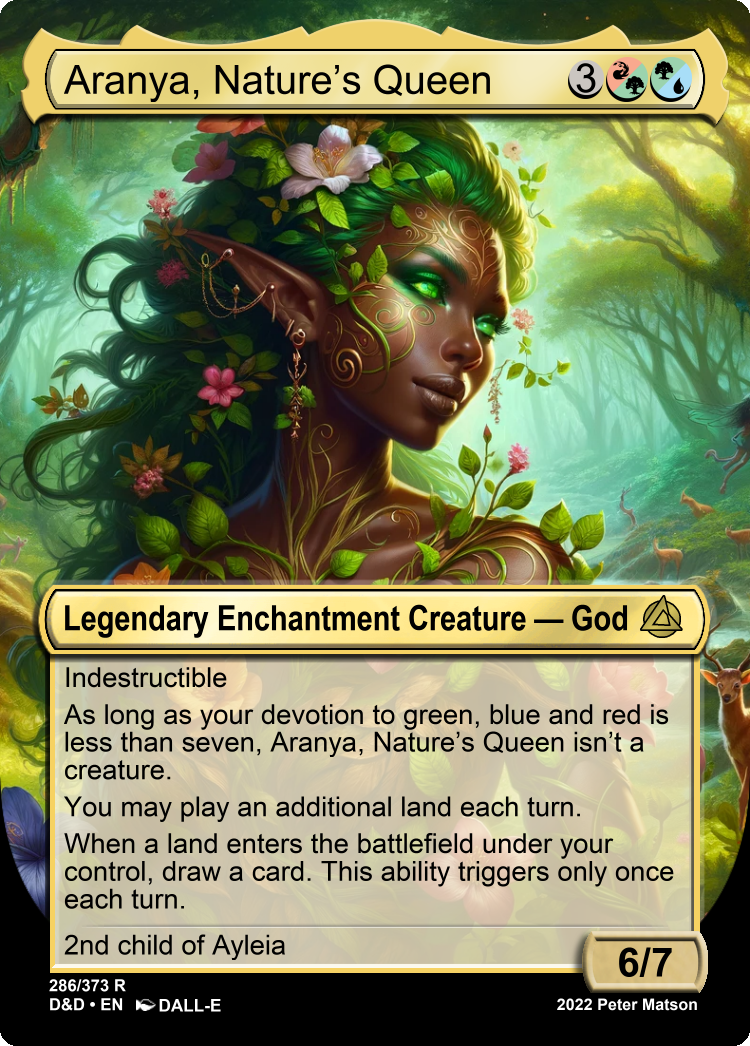 Aranya, Nature's Queen 3
Legendary Enchantment Creature — God
Indestructible
As long as your devotion to green, blue and red is
less than seven, Aranya, Nature's Queen isn't a
creature.
You may play an additional land each turn.
When a land enters the battlefield under your
control, draw a card. This ability triggers only once
each turn.
2nd child of Ayleia
6/7
286/373 R
D&D • EN DALL-E
2022 Peter Matson